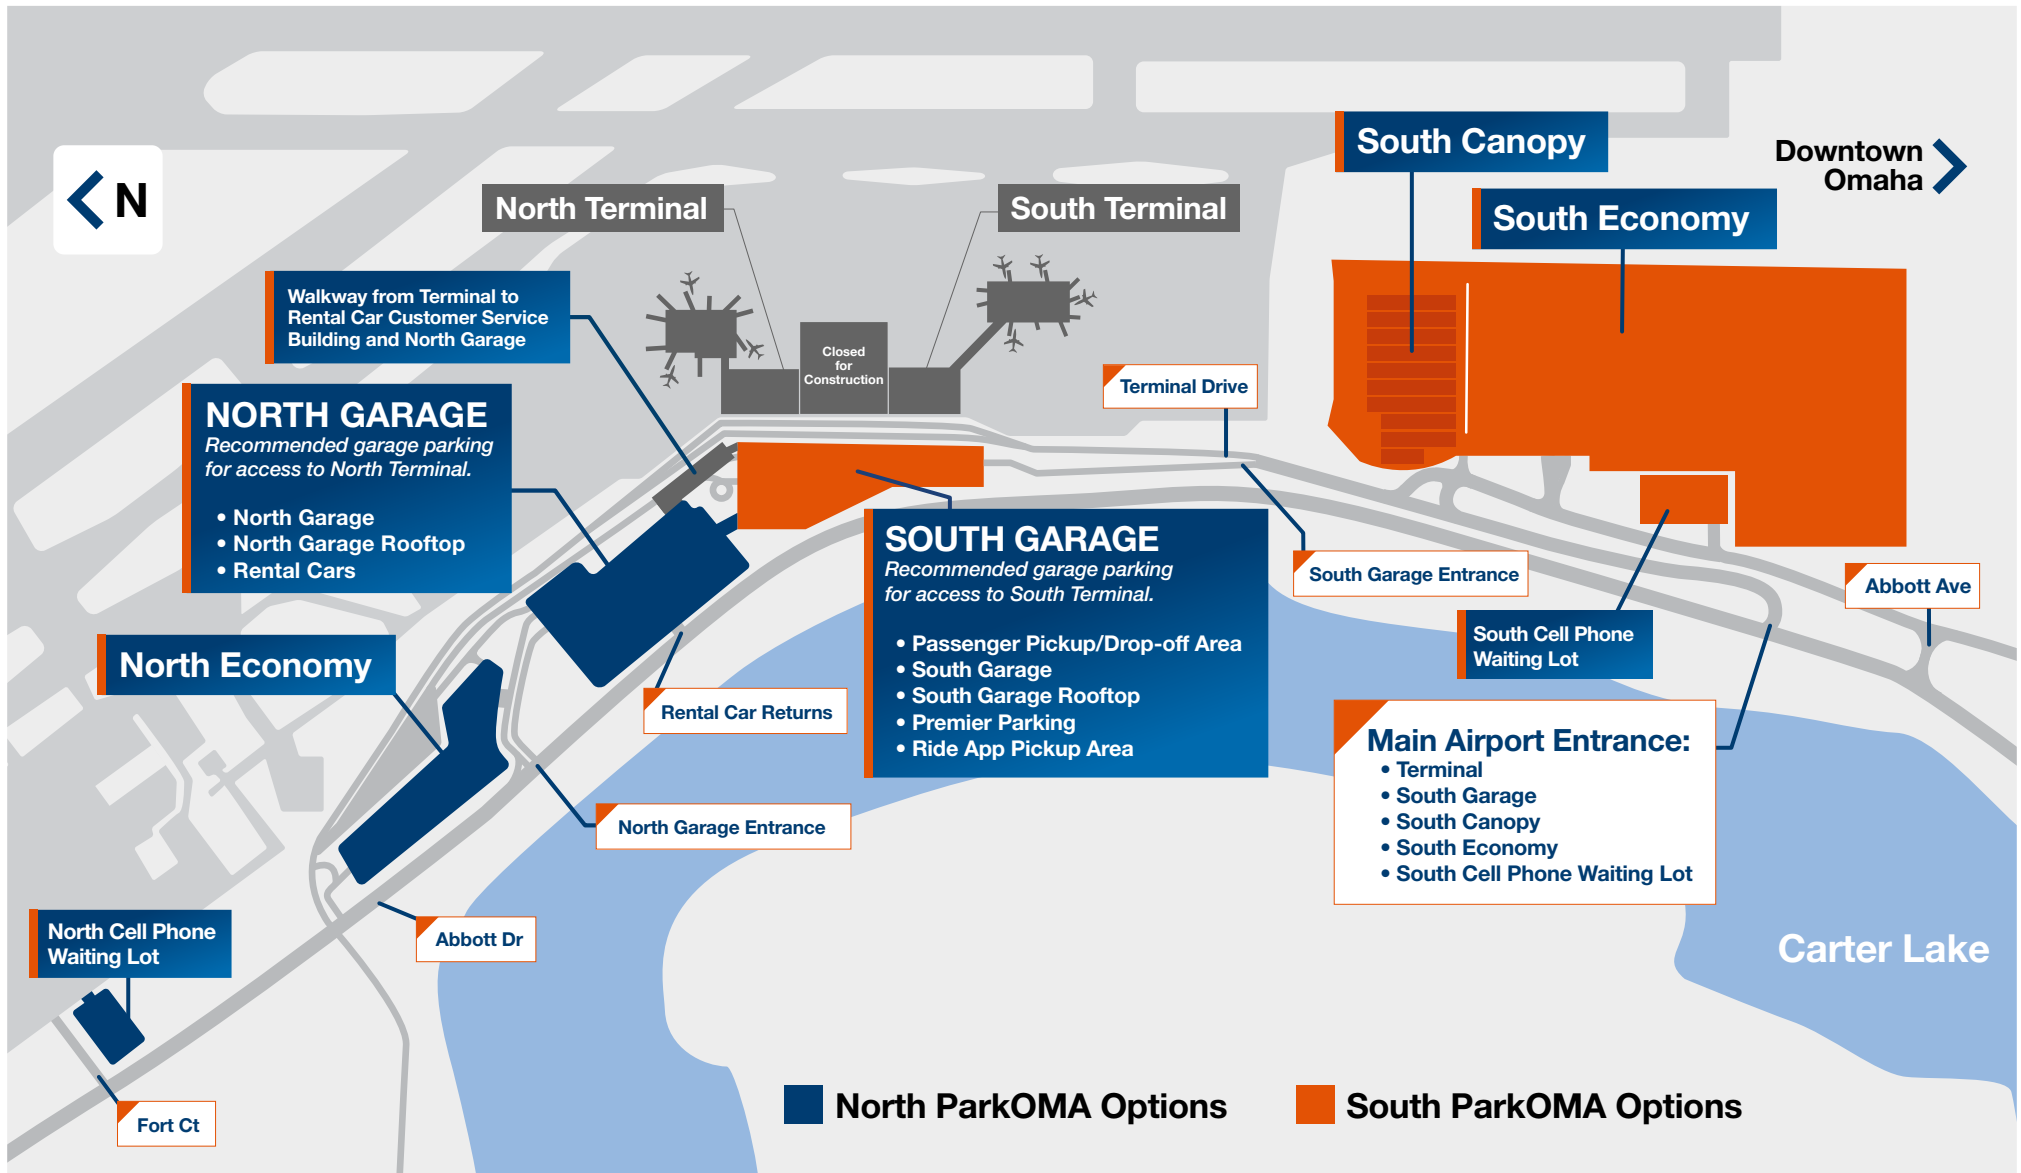 N
Downtown
Omaha
South Canopy
South Economy
North Terminal
South Terminal
Walkway from Terminal to
Rental Car Customer Service
Building and North Garage
Closed
for
Construction
Terminal Drive
NORTH GARAGE
Recommended garage parking
for access to North Terminal.
• North Garage
• North Garage Rooftop
• Rental Cars
SOUTH GARAGE
Recommended garage parking
for access to South Terminal.
• Passenger Pickup/Drop-off Area
• South Garage
• South Garage Rooftop
• Premier Parking
• Ride App Pickup Area
South Garage Entrance
Abbott Ave
South Cell Phone
Waiting Lot
North Economy
Rental Car Returns
Main Airport Entrance:
• Terminal
• South Garage
• South Canopy
• South Economy
• South Cell Phone Waiting Lot
North Garage Entrance
North Cell Phone
Waiting Lot
Abbott Dr
Carter Lake
Fort Ct
North ParkOMA Options
South ParkOMA Options